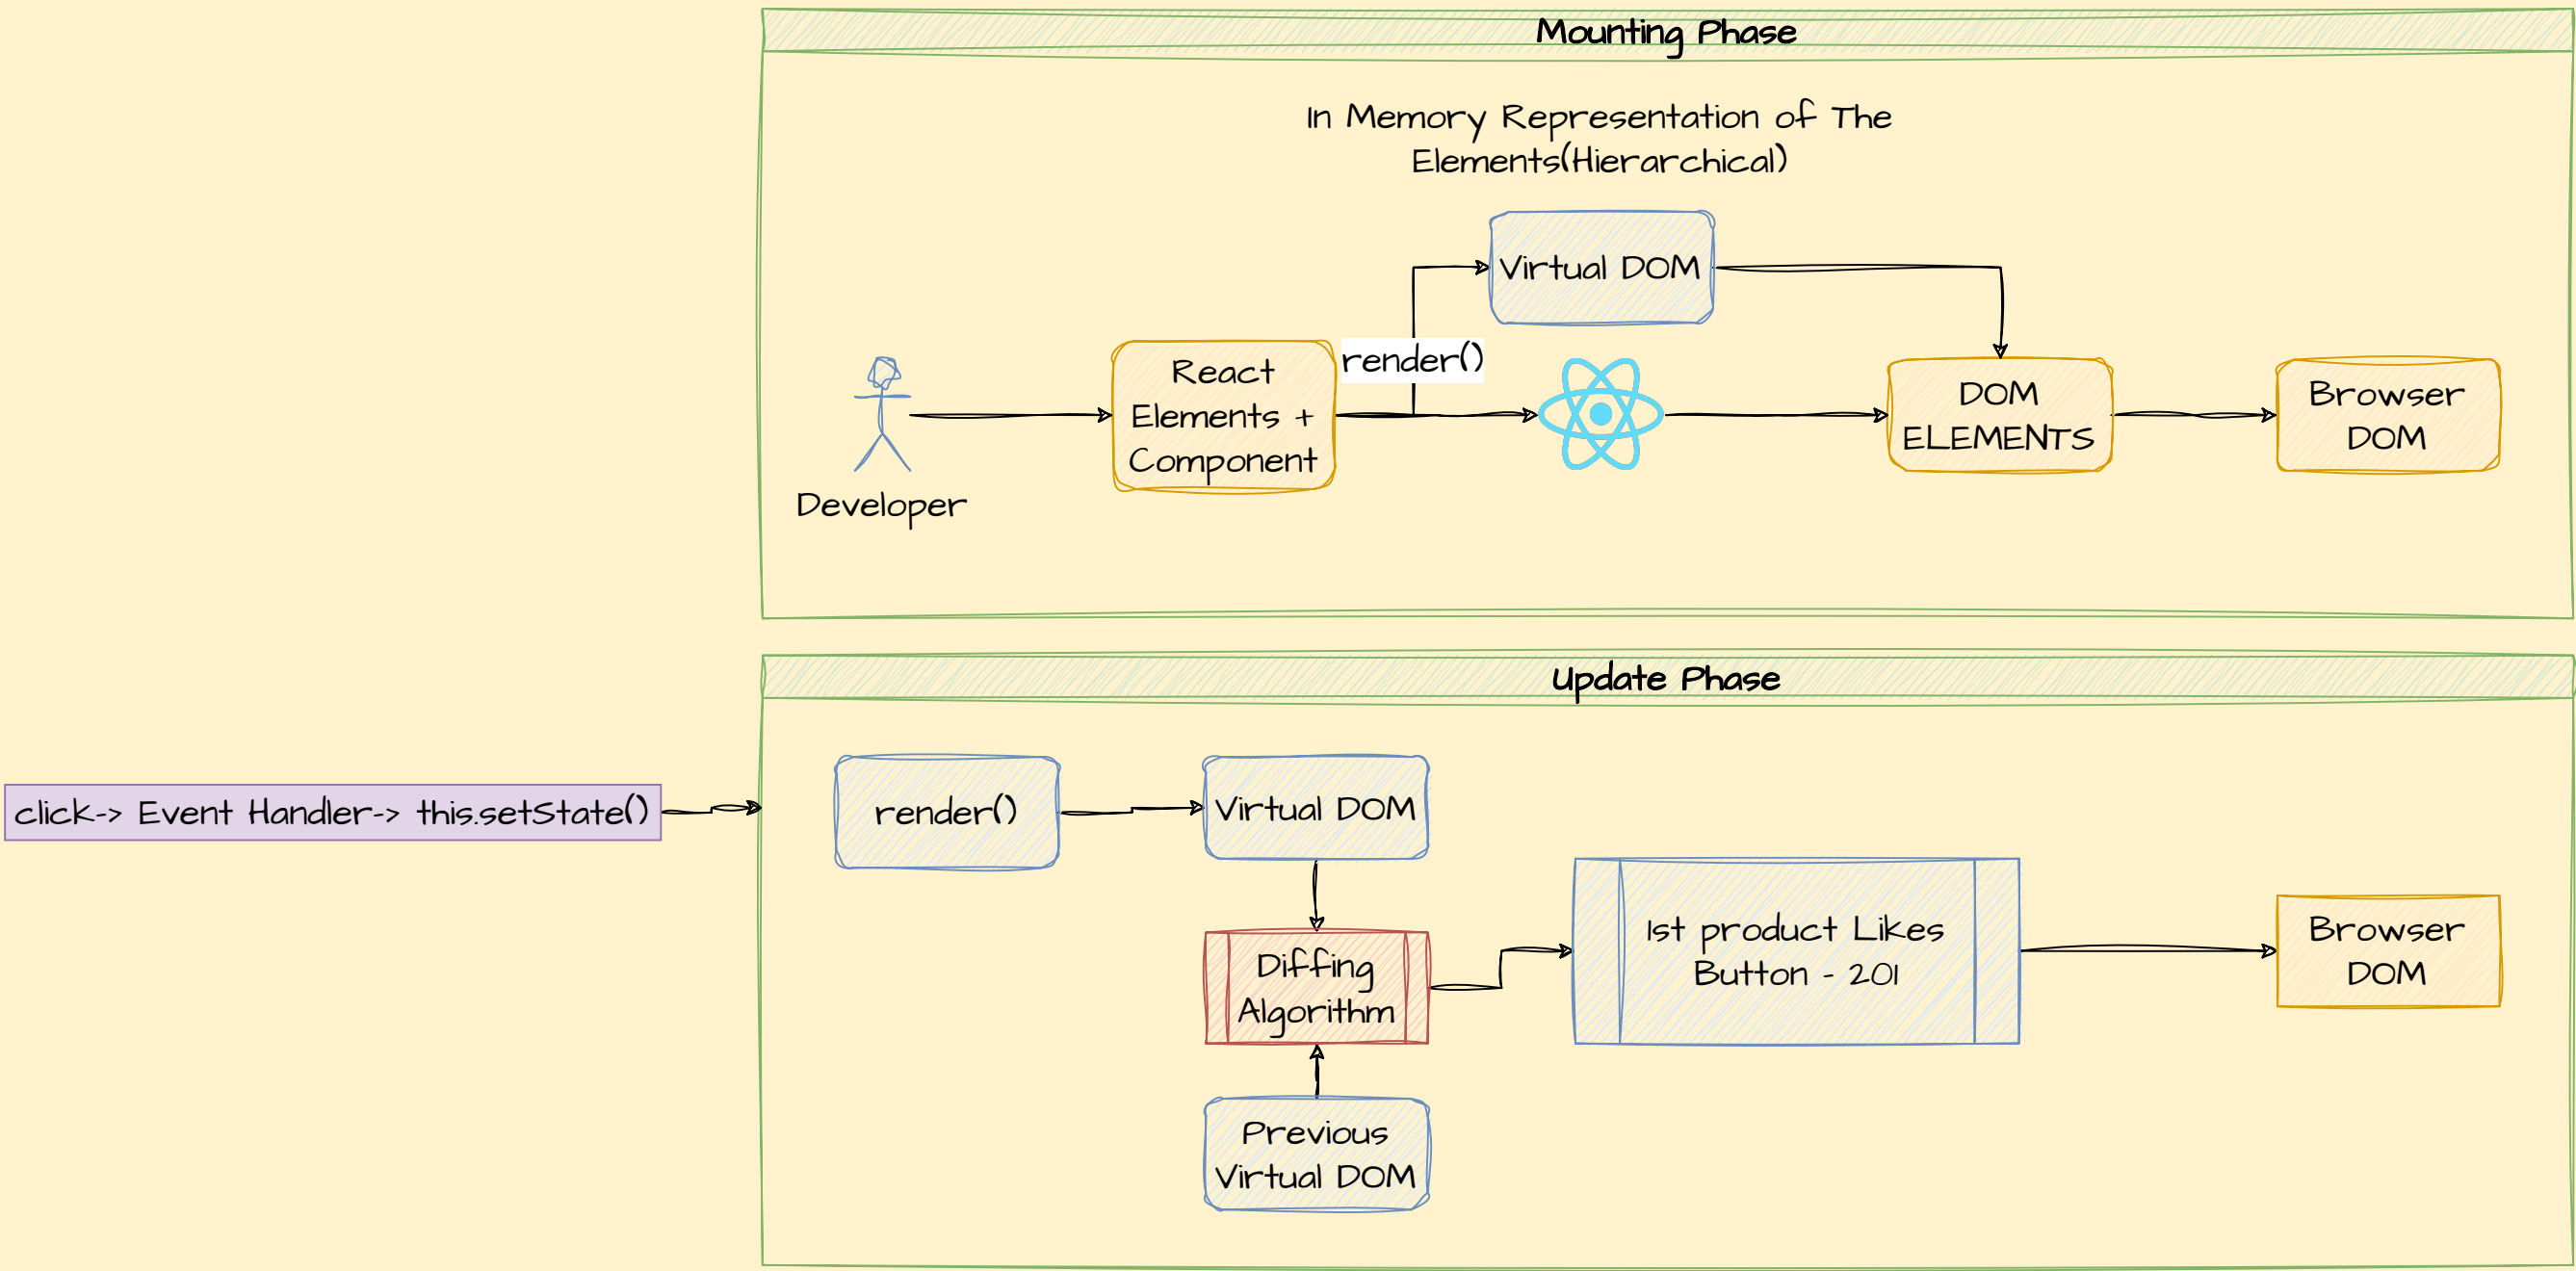 Mounting Phase
In Memory Representation of The
Elements(Hierarchical)
Virtual DOM
render()
React
Elements +
Component
DOM
ELEMENTS
Browser
DOM
Developer
Update Phase
click-> Event Handler-> this.setState()
render()
Virtual DOM
Diffing
Algorithm
1st product Likes
Button - 201
Browser
DOM
Previous
Virtual DOM